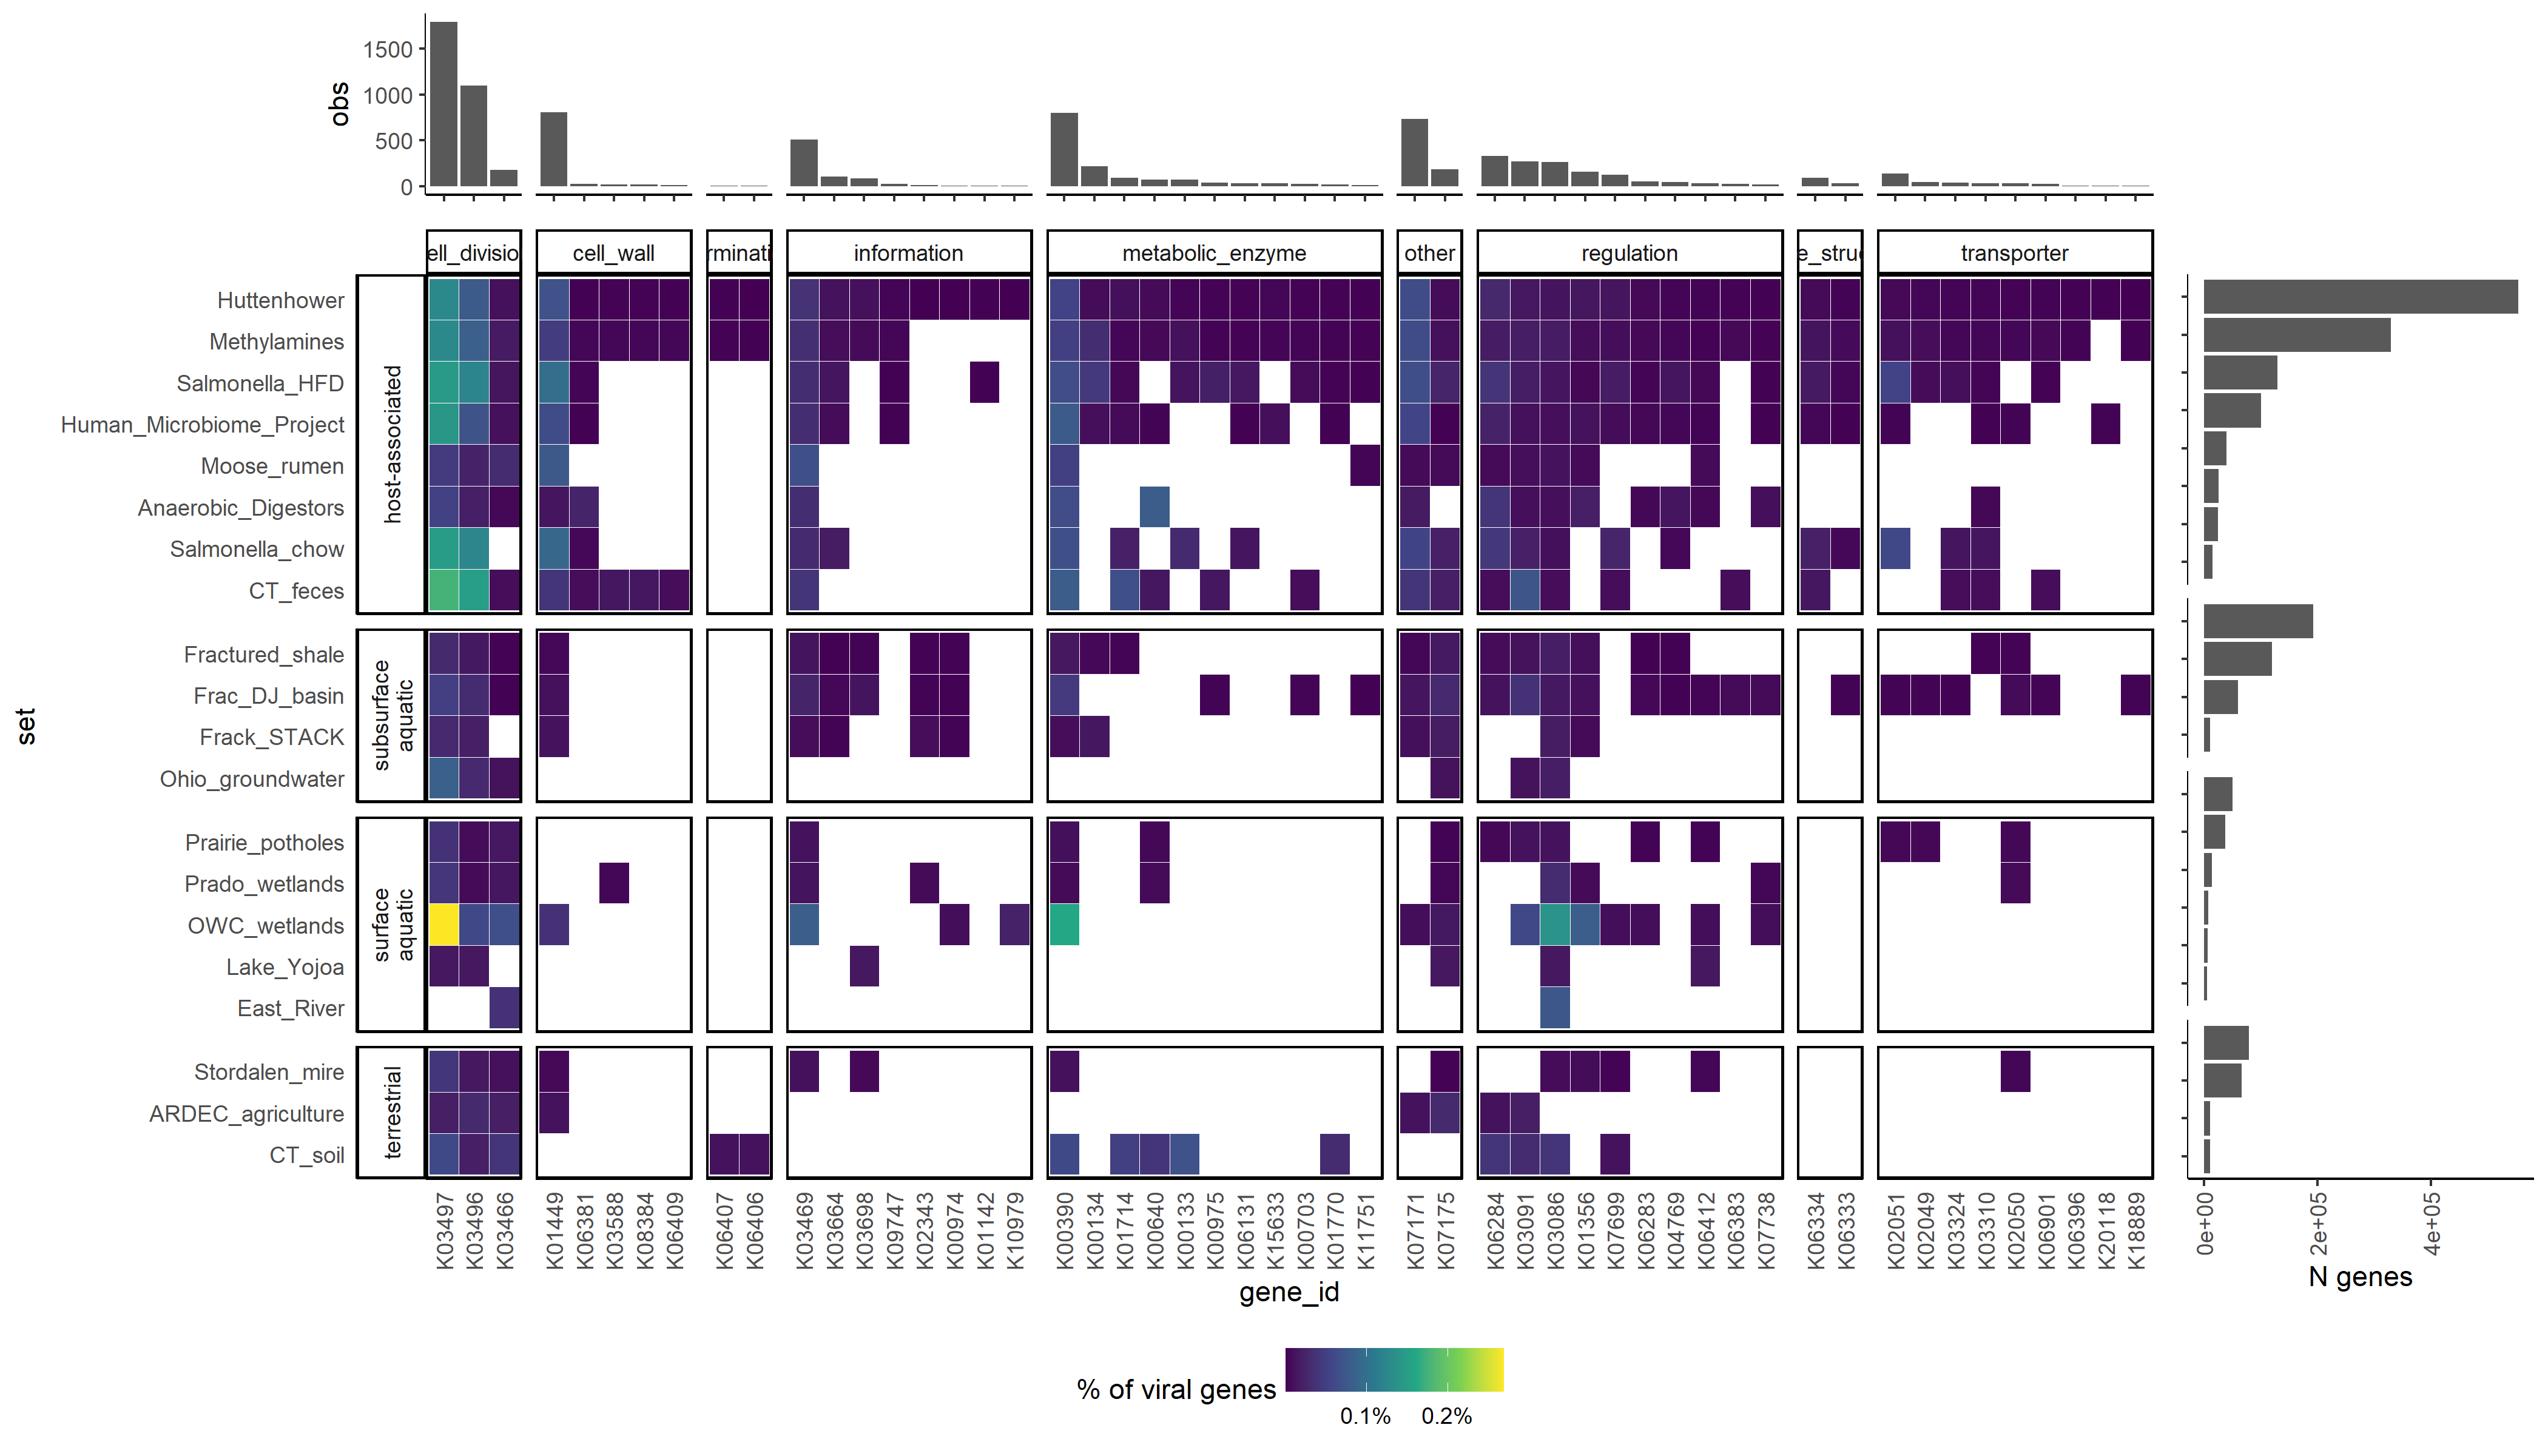 obs
1500
1000
500
0
ell_divisio
cell_wall
rminati
information
metabolic_enzyme
other
regulation
e_struc
transporter
set
host-associated
Huttenhower
Methylamines
Salmonella_HFD
Human_Microbiome_Project
Moose_rumen
Anaerobic_Digestors
Salmonella_chow
CT_feces
subsurface
aquatic
Fractured_shale
Frac_DJ_basin
Frack_STACK
Ohio_groundwater
surface
aquatic
Prairie_potholes
Prado_wetlands
OWC_wetlands
Lake_Yojoa
East_River
terrestrial
Stordalen_mire
ARDEC_agriculture
CT_soil
K03497
K03496
K03466
K01449
K06381
K03588
K08384
K06409
K06407
K06406
K03469
K03664
K03698
K09747
K02343
K00974
K01142
K10979
K00390
K00134
K01714
K00640
K00133
K00975
K06131
K15633
K00703
K01770
K11751
K07171
K07175
K06284
K03091
K03086
K01356
K07699
K06283
K04769
K06412
K06383
K07738
K06334
K06333
K02051
K02049
K03324
K03310
K02050
K06901
K06396
K20118
K18889
0e+00
2e+05
4e+05
gene_id
N genes
% of viral genes
0.1%
0.2%